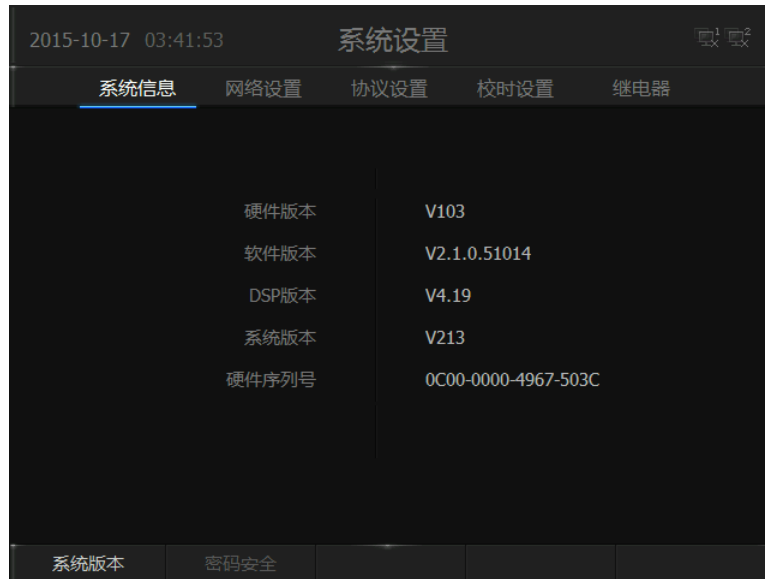 2015-10-17 03:41:53 系统设置 1 2
系统信息 网络设置 协议设置 校时设置 继电器
硬件版本 V103
软件版本 V2.1.0.51014
DSP版本 V4.19
系统版本 V213
硬件序列号 0C00-0000-4967-503C
系统版本 密码安全